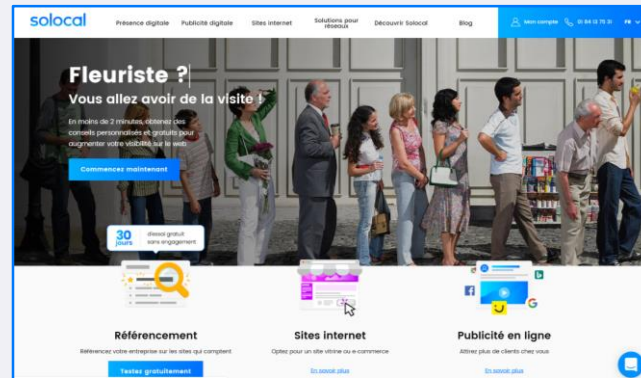 solocal
Présence digitale
Publicité digitale
Sites internet
Solutions pour
réseaux
Découvrir Solocal
Blog
Mon compte
01 84 12 75 31
FR
Fleuriste ?
Vous allez avoir de la visite !
En moins de 2 minutes, obtenez des
conseils personnalisés et gratuits pour
augmenter votre visibilité sur le web
Commencez maintenant
30
jours
d'essai gratuit
sans engagement
Référencement
Référencez votre entreprise sur les sites qui comptent
Testez gratuitement
Sites internet
Optez pour un site vitrine ou e-commerce
En savoir plus
Publicité en ligne
Attirez plus de clients chez vous
En savoir plus